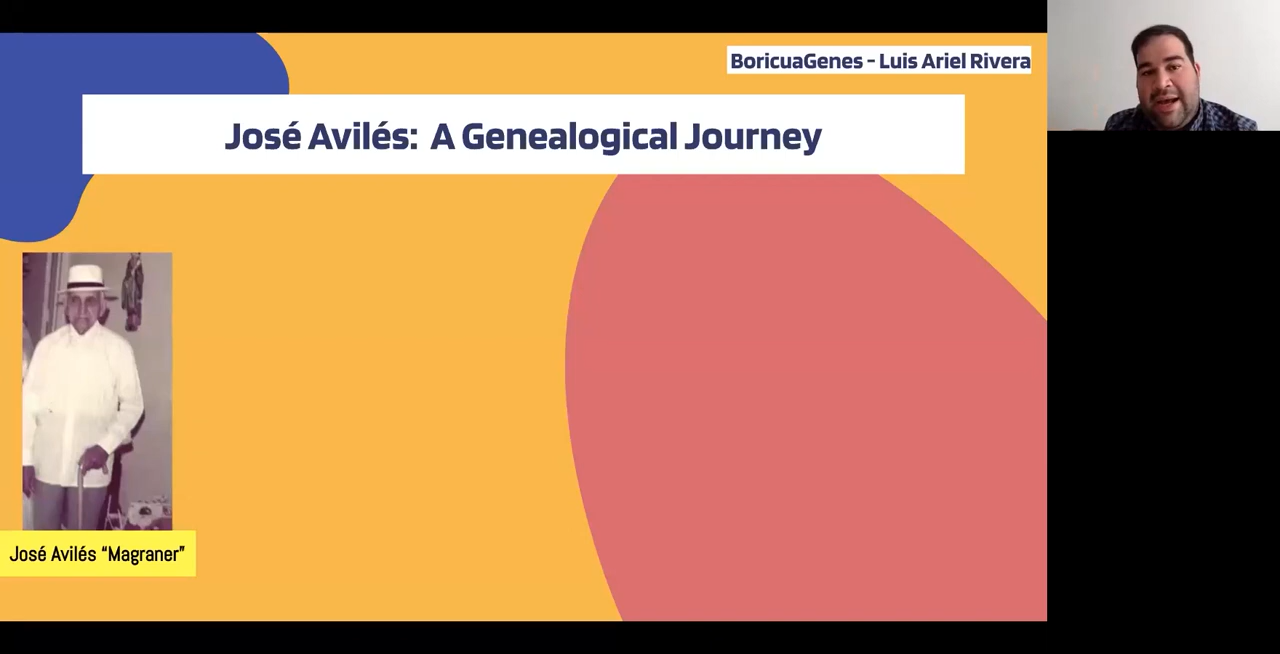 BoricuaGenes - Luis Ariel Rivera
José Avilés: A Genealogical Journey
José Avilés “Magraner”